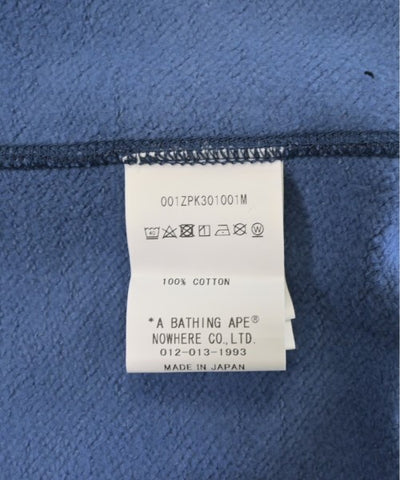 001ZPK301001M
100% COTTON
*A BATHING APE®
NOWHERE CO.,LTD.
012-013-1993
MADE IN JAPAN